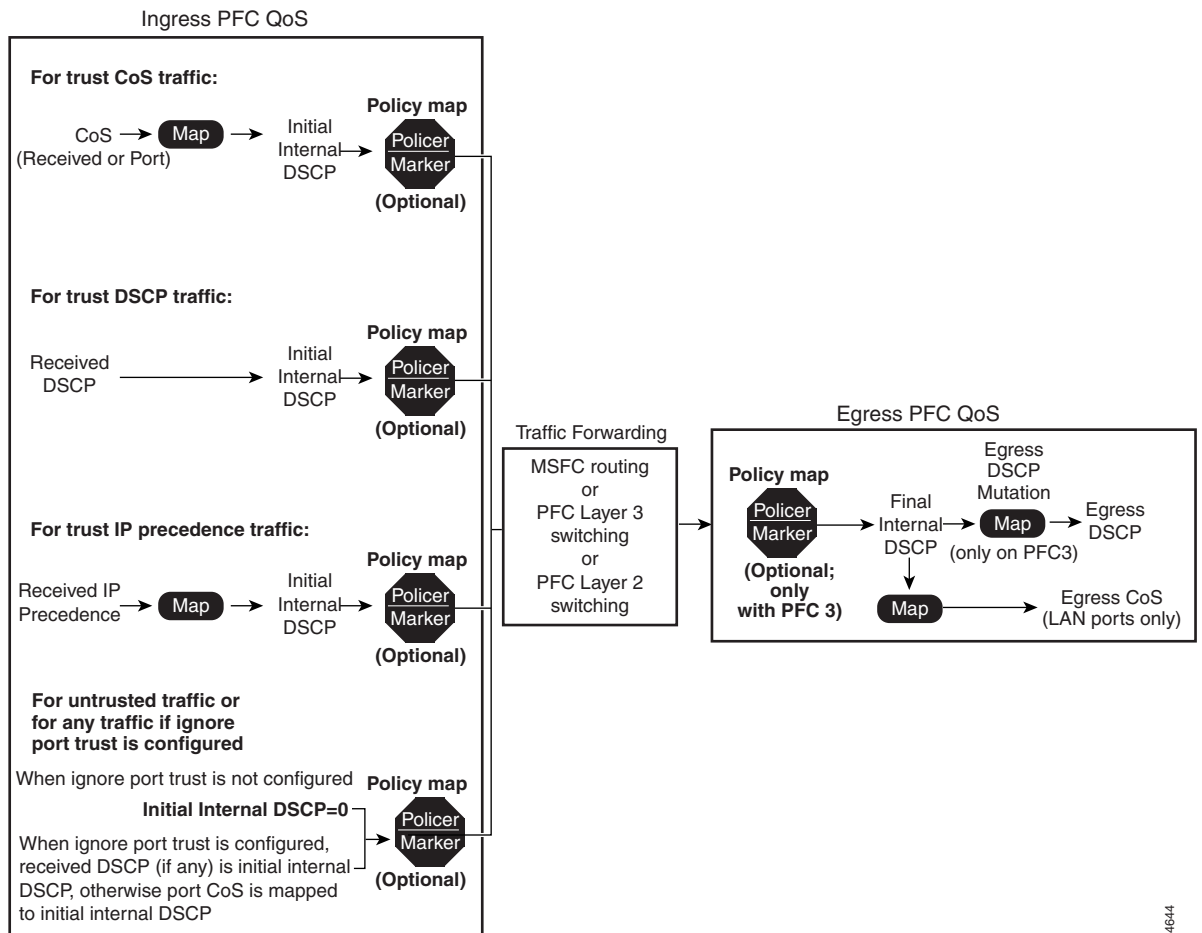 Ingress PFC QoS
For trust CoS traffic:
Policy map
CoS
(Received or Port)
Map
Initial
Internal
DSCP
Policer
Marker
(Optional)
For trust DSCP traffic:
Policy map
Received
DSCP
Initial
Internal
DSCP
Policer
Marker
(Optional)
For trust IP precedence traffic:
Policy map
Received IP
Precedence
Map
Initial
Internal
DSCP
Policer
Marker
(Optional)
For untrusted traffic or
for any traffic if ignore
port trust is configured
When ignore port trust is not configured
Initial Internal DSCP=0
When ignore port trust is configured,
received DSCP (if any) is initial internal
DSCP, otherwise port CoS is mapped
to initial internal DSCP
Policy map
Policer
Marker
(Optional)
Traffic Forwarding
MSFC routing
or
PFC Layer 3
switching
or
PFC Layer 2
switching
Egress PFC QoS
Policy map
Policer
Marker
(Optional;
only
with PFC 3)
Final
Internal
DSCP
Egress
DSCP
Mutation
Map
(only on PFC3)
Egress
DSCP
Map
Egress CoS
(LAN ports only)
4644